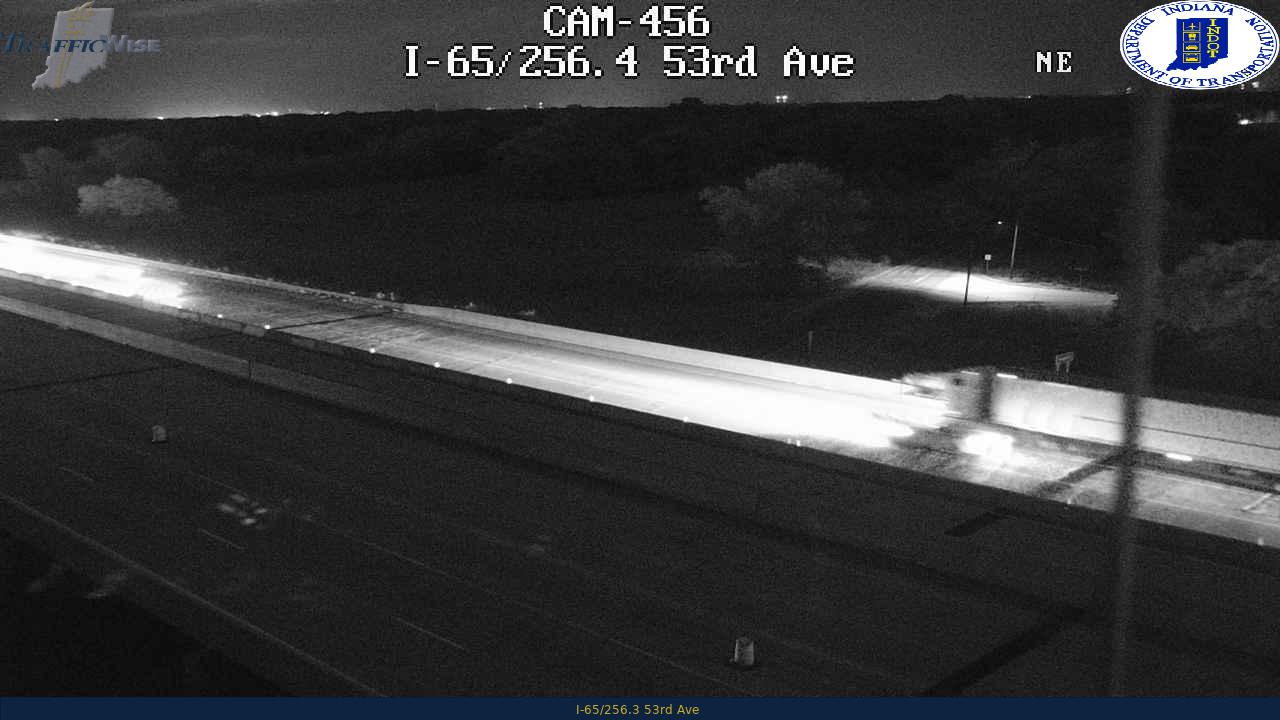 TRAFFICWISE
CAM-456
I-65/256.4 53rd Ave
NE
INDIANA
DEPARTMENT OF TRANSPORTATION
INDOT
I-65/256.3 53rd Ave